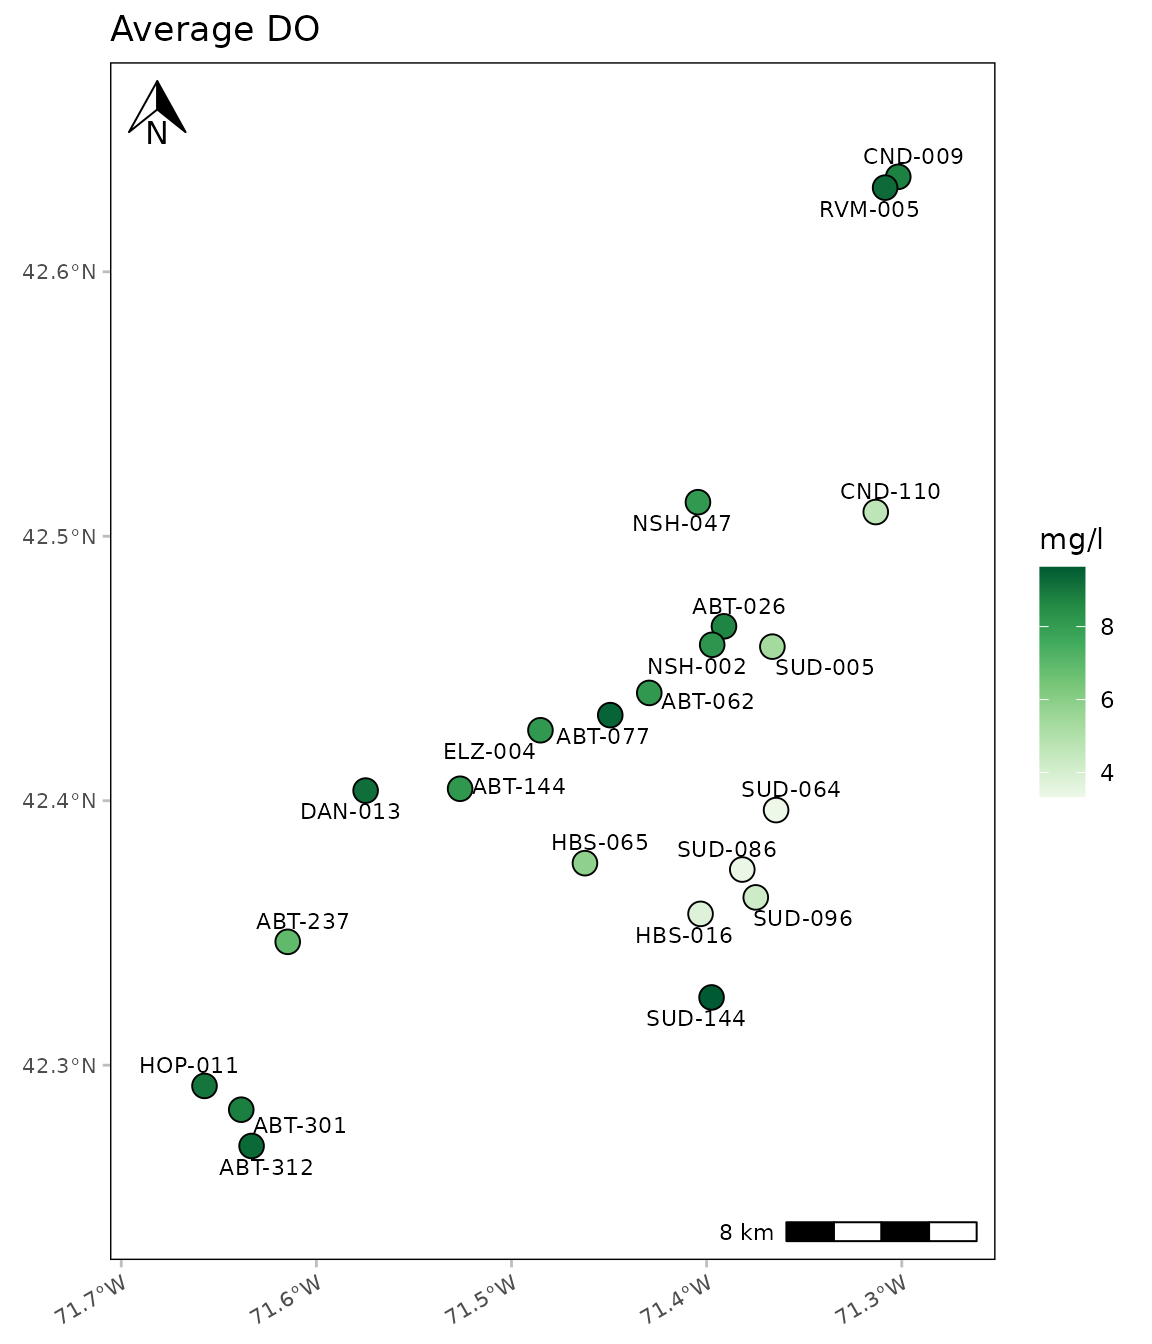 Average DO
N
CND-009
RVM-005
42.6°N
CND-110
NSH-047
42.5°N
mg/l
8
6
4
ABT-026
NSH-002
SUD-005
ABT-062
ABT-077
ELZ-004
ABT-144
SUD-064
42.4°N
DAN-013
HBS-065
SUD-086
SUD-096
ABT-237
HBS-016
SUD-144
HOP-011
42.3°N
ABT-301
ABT-312
8 km
71.7°W
71.6°W
71.5°W
71.4°W
71.3°W